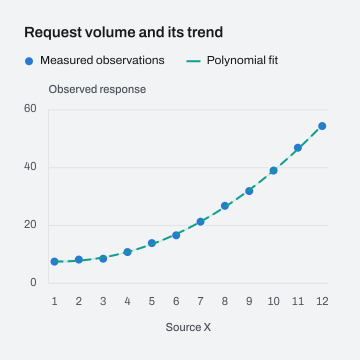 Request volume and its trend
Measured observations Polynomial fit
Observed response
60
40
20
0
1 2 3 4 5 6 7 8 9 10 11 12
Source X